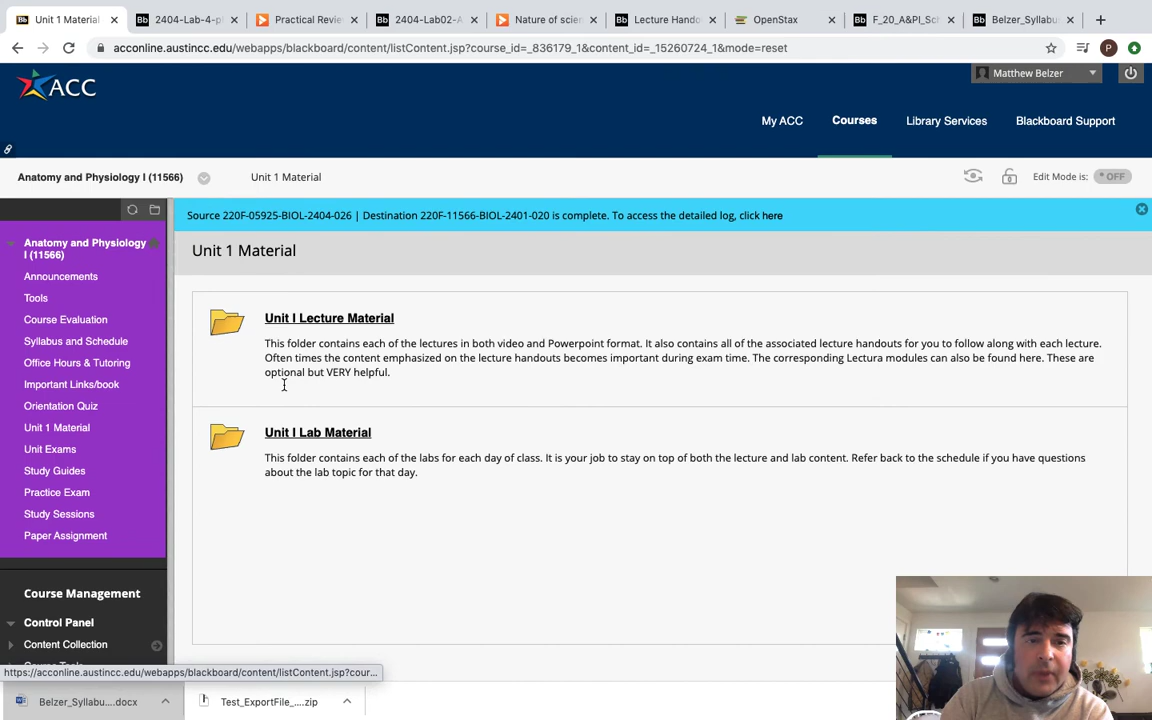 Unit 1 Material
2404-Lab-4-p
Practical Revie
2404-Lab02-A
Nature of scien
Lecture Hando
OpenStax
F_20_A&PI_Sch
Belzer_Syllabu
acconline.austincc.edu/webapps/blackboard/content/listContent.jsp?course_id=_836179_1&content_id=_15260724_1&mode=reset
P
ACC
Matthew Belzer
My ACC
Courses
Library Services
Blackboard Support
Anatomy and Physiology I (11566)
Unit 1 Material
Edit Mode is:
OFF
Source 220F-05925-BIOL-2404-026 | Destination 220F-11566-BIOL-2401-020 is complete. To access the detailed log, click here
Anatomy and Physiology
I (11566)
Announcements
Tools
Course Evaluation
Syllabus and Schedule
Office Hours & Tutoring
Important Links/book
Orientation Quiz
Unit 1 Material
Unit Exams
Study Guides
Practice Exam
Study Sessions
Paper Assignment
Course Management
Control Panel
Content Collection
Unit 1 Material
Unit I Lecture Material
This folder contains each of the lectures in both video and Powerpoint format. It also contains all of the associated lecture handouts for you to follow along with each lecture.
Often times the content emphasized on the lecture handouts becomes important during exam time. The corresponding Lectura modules can also be found here. These are
optional but VERY helpful.
Unit I Lab Material
This folder contains each of the labs for each day of class. It is your job to stay on top of both the lecture and lab content. Refer back to the schedule if you have questions
about the lab topic for that day.
https://acconline.austincc.edu/webapps/blackboard/content/listContent.jsp?cour...
Belzer_Syllabu....docx
Test_ExportFile_....zip